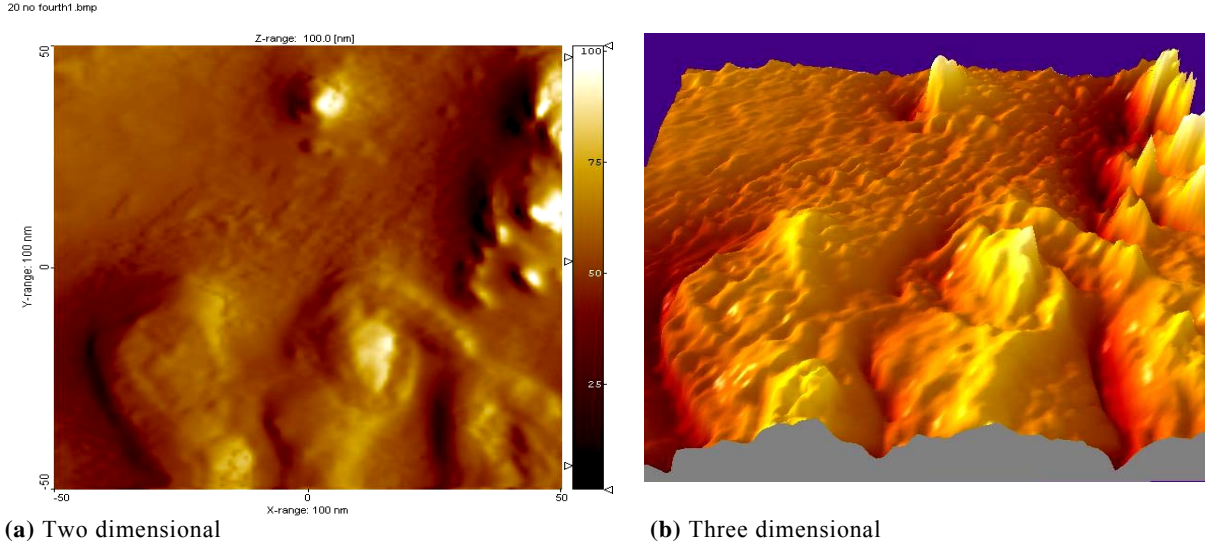 20 no fourth1.bmp
Z-range: 100.0 [nm]
50
100
75
Y-range: 100 nm
0
50
25
-50
-50 0 50
X-range: 100 nm
(a) Two dimensional
(b) Three dimensional